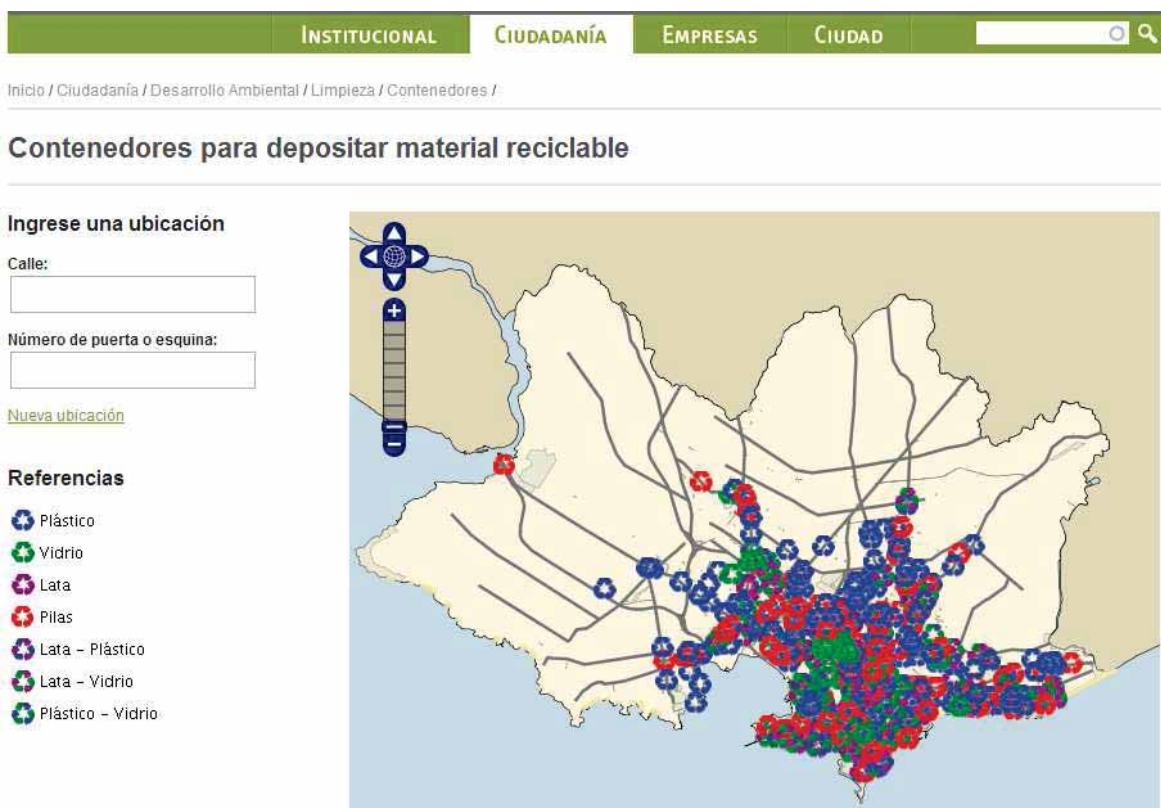 INSTITUCIONAL CIUDADANÍA EMPRESAS CIUDAD
Inicio / Ciudadanía / Desarrollo Ambiental / Limpieza / Contenedores /
Contenedores para depositar material reciclable
Ingrese una ubicación
Calle:
Número de puerta o esquina:
Nueva ubicación
Referencias
Plástico
Vidrio
Lata
Pilas
Lata - Plástico
Lata - Vidrio
Plástico - Vidrio